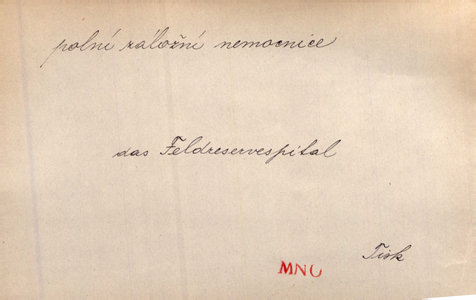 polní záložní nemocnice
das Feldreservespital
Tisk
MNO